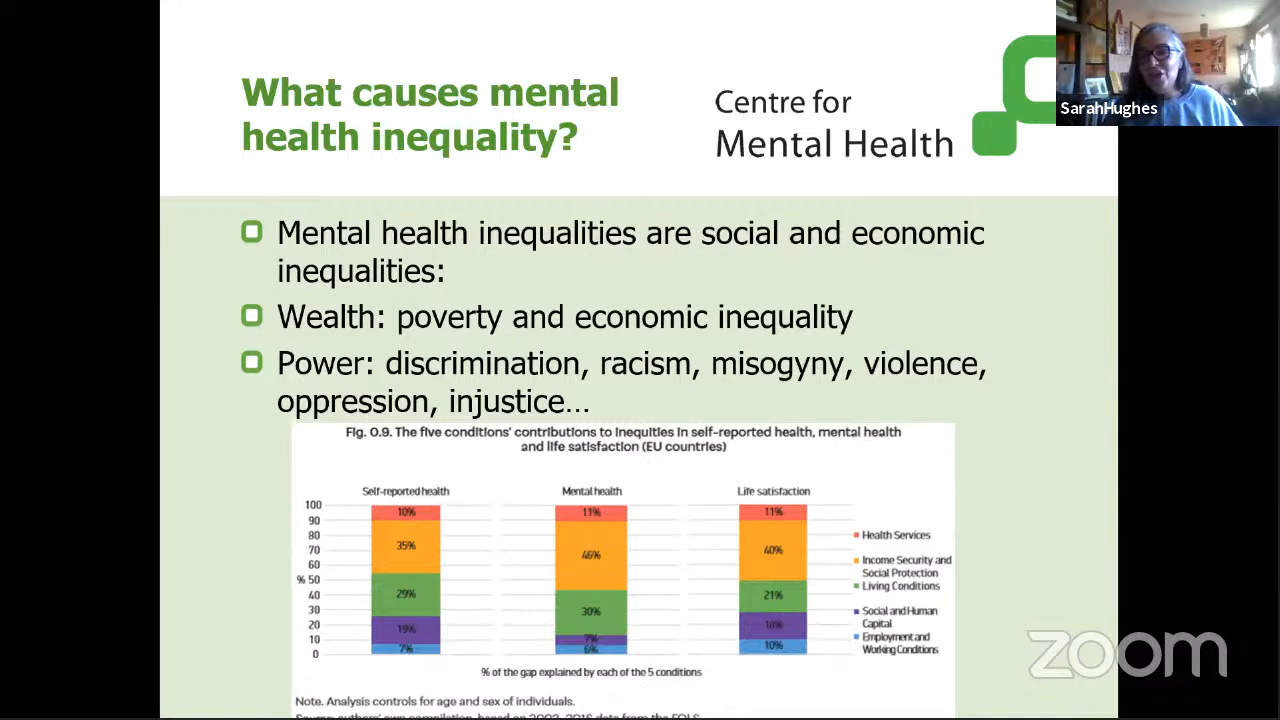 What causes mental
health inequality?
Centre for
Mental Health
SarahHughes
Mental health inequalities are social and economic
inequalities:
Wealth: poverty and economic inequality
Power: discrimination, racism, misogyny, violence,
oppression, injustice…
Fig. 0.9. The five conditions' contributions to inequities in self-reported health, mental health
and life satisfaction (EU countries)
Self-reported health
Mental health
Life satisfaction
100
90
80
70
60
% 50
40
30
20
10
0
10%
35%
29%
19%
7%
11%
46%
30%
7%
6%
11%
40%
21%
18%
10%
Health Services
Income Security and
Social Protection
Living Conditions
Social and Human
Capital
Employment and
Working Conditions
% of the gap explained by each of the 5 conditions
Note. Analysis controls for age and sex of individuals.
zoom